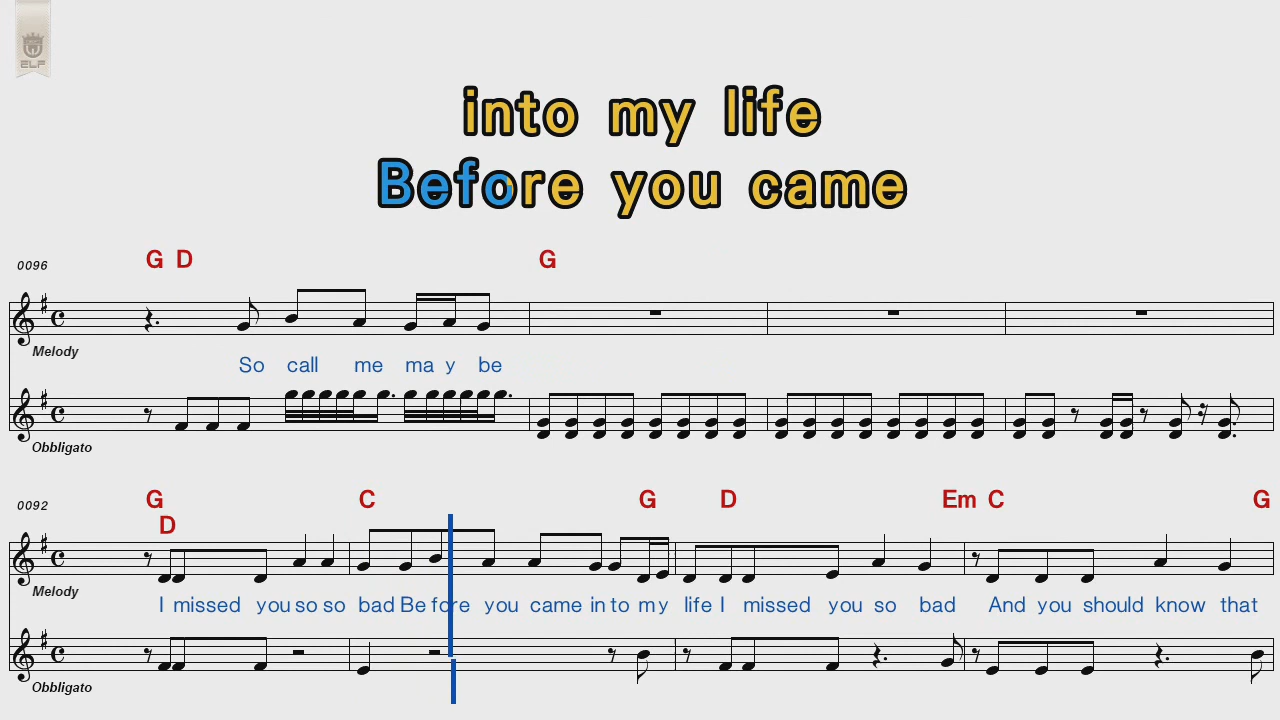 ELF
into my life
Before you came
0096
G D G
Melody
So call me ma y be
Obbligato
0092
G C G D Em C G
D
Melody
I missed you so so bad Be fore you came in to my life I missed you so bad And you should know that
Obbligato